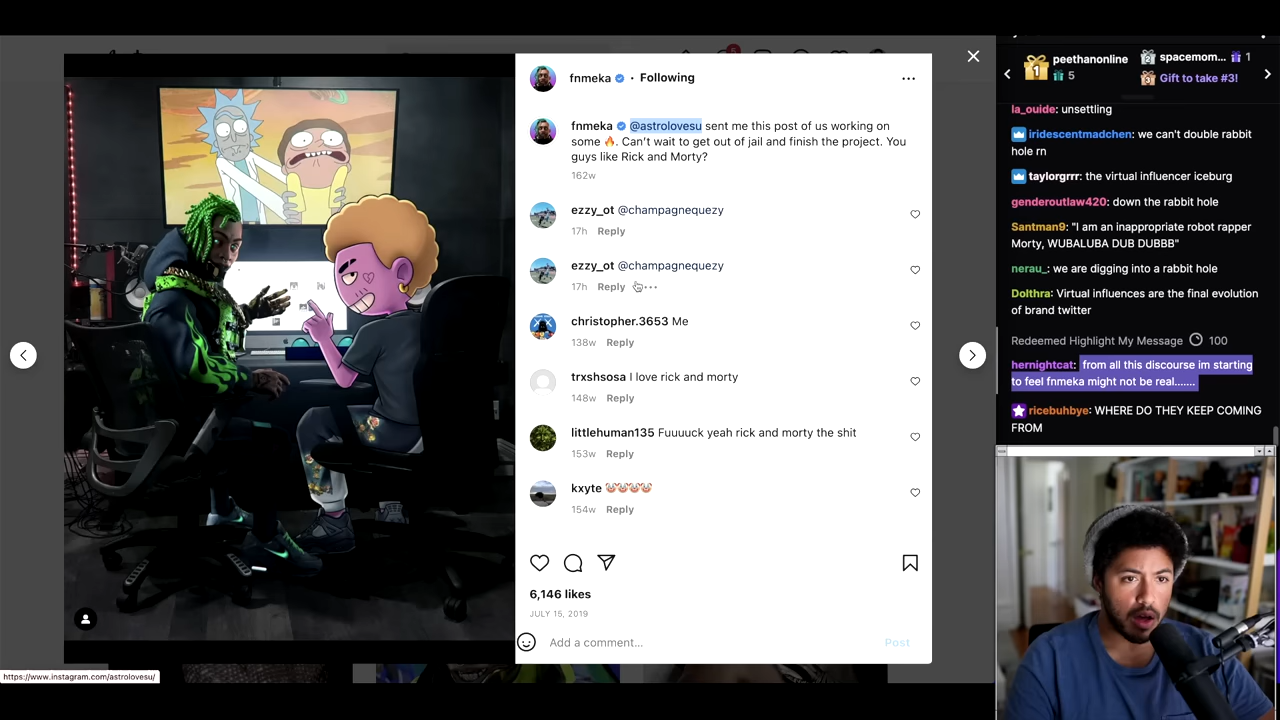 fnmeka • Following
fnmeka @astrolovesu sent me this post of us working on
some 🔥. Can't wait to get out of jail and finish the project. You
guys like Rick and Morty?
162w
ezzy_ot @champagnequezy
17h Reply
ezzy_ot @champagnequezy
17h Reply
christopher.3653 Me
138w Reply
trxshsosa I love rick and morty
148w Reply
littlehuman135 Fuuuuck yeah rick and morty the shit
153w Reply
kxyte 🤡🤡🤡🤡
154w Reply
6,146 likes
JULY 15, 2019
Add a comment... Post
https://www.instagram.com/astrolovesu/
1 peethanonline
5
2 spacemom... 1
3 Gift to take #3!
la_ouide: unsettling
iridescentmadchen: we can't double rabbit
hole rn
taylorgrrr: the virtual influencer iceburg
genderoutlaw420: down the rabbit hole
Santman9: "I am an inappropriate robot rapper
Morty, WUBALUBA DUB DUBBB"
nerau_: we are digging into a rabbit hole
Dolthra: Virtual influences are the final evolution
of brand twitter
Redeemed Highlight My Message 100
hernightcat: from all this discourse im starting
to feel fnmeka might not be real.......
ricebuhbye: WHERE DO THEY KEEP COMING
FROM